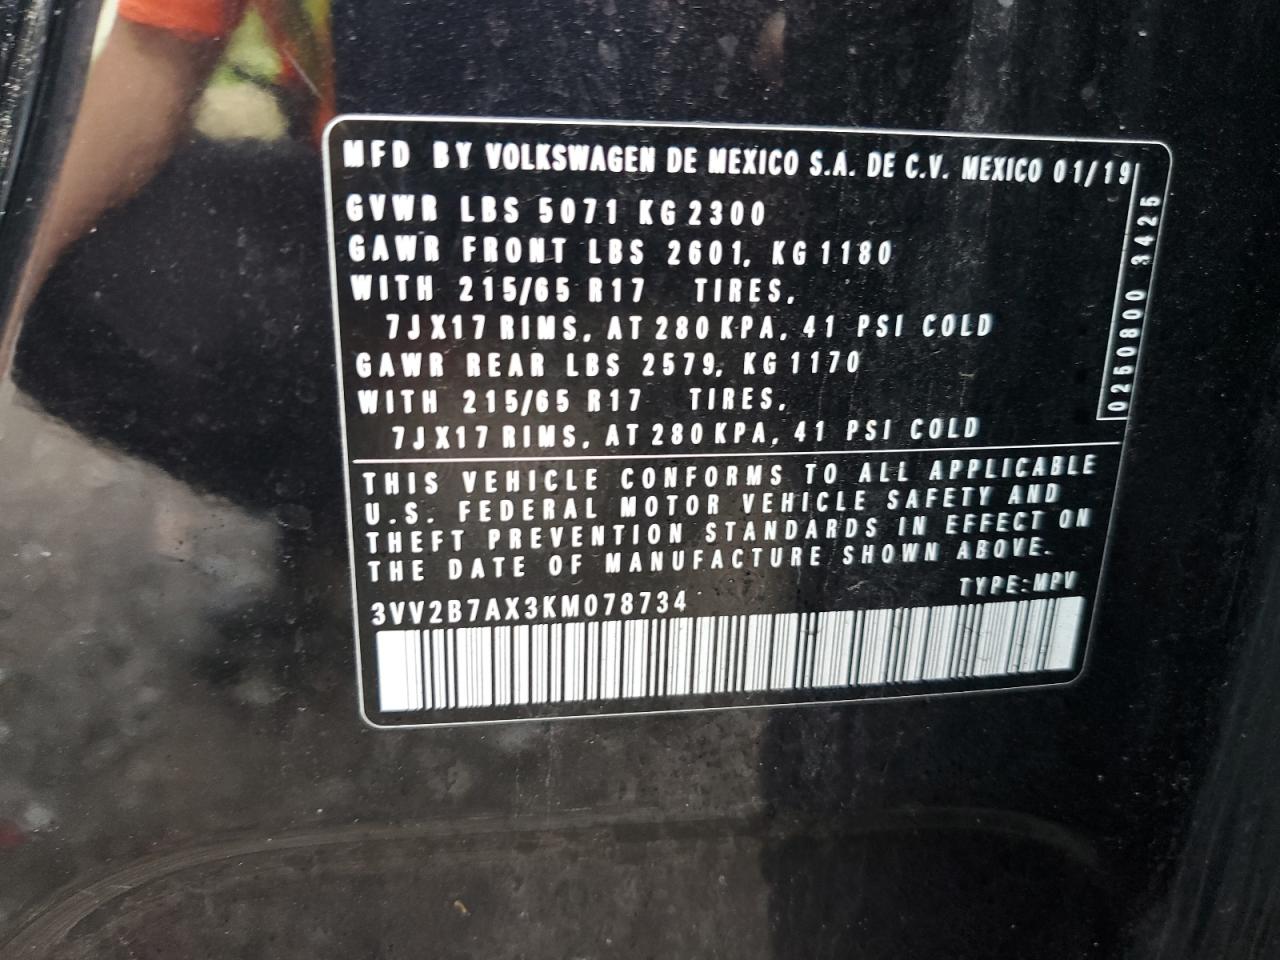 MFD BY VOLKSWAGEN DE MEXICO S.A. DE C.V. MEXICO 01/19
GVWR LBS 5071 KG 2300
GAWR FRONT LBS 2601, KG 1180
WITH 215/65 R17 TIRES,
7JX17 RIMS, AT 280 KPA, 41 PSI COLD
GAWR REAR LBS 2579, KG 1170
WITH 215/65 R17 TIRES,
7JX17 RIMS, AT 280 KPA, 41 PSI COLD
0250800 3425
THIS VEHICLE CONFORMS TO ALL APPLICABLE
U.S. FEDERAL MOTOR VEHICLE SAFETY AND
THEFT PREVENTION STANDARDS IN EFFECT ON
THE DATE OF MANUFACTURE SHOWN ABOVE.
TYPE:MPV
3VV2B7AX3KM078734